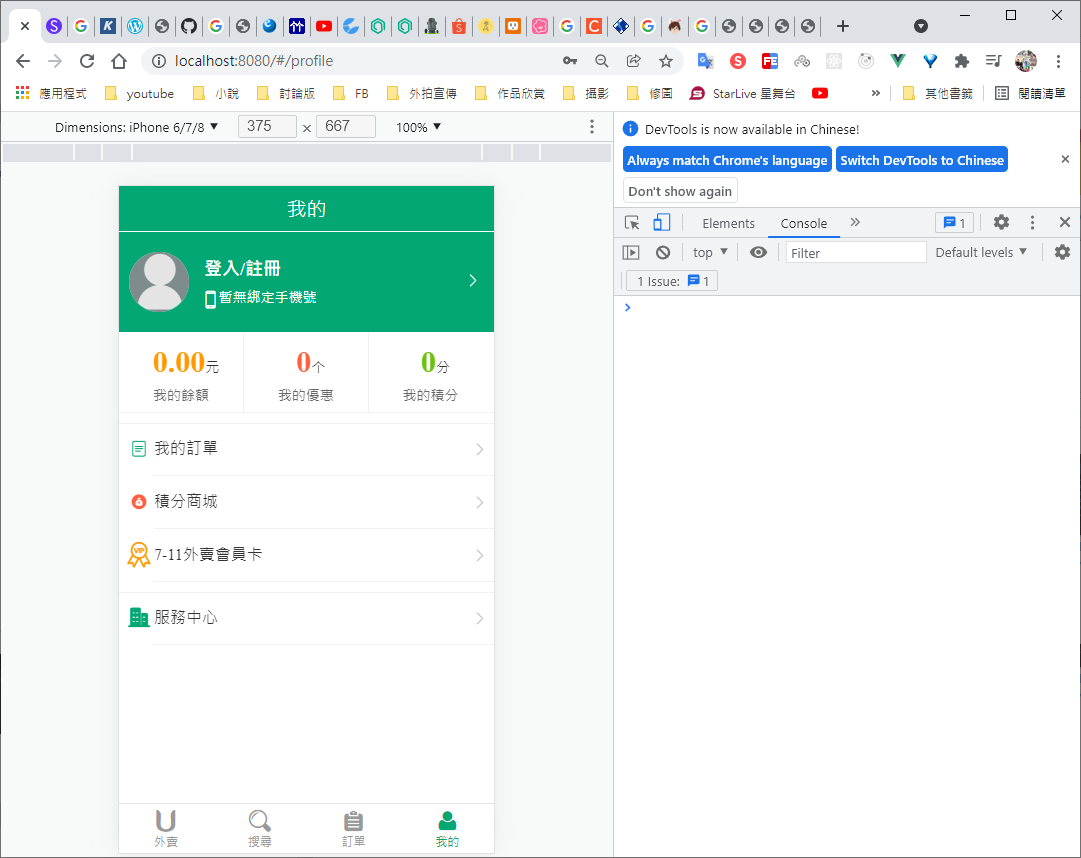 localhost:8080/#/profile
應用程式 youtube 小說 討論版 FB 外拍宣傳 作品欣賞 攝影 修圖 StarLive 星舞台 » 其他書籤 閱讀清單
Dimensions: iPhone 6/7/8 ▼ 375 × 667 100% ▼
DevTools is now available in Chinese!
Always match Chrome's language Switch DevTools to Chinese
Don't show again
Elements Console » 1
top ▼ Filter Default levels ▼
1 Issue: 1
我的
登入/註冊
暫無綁定手機號
0.00元 0个 0分
我的餘額 我的優惠 我的積分
我的訂單
積分商城
VIP 7-11外賣會員卡
服務中心
外賣 搜尋 訂單 我的